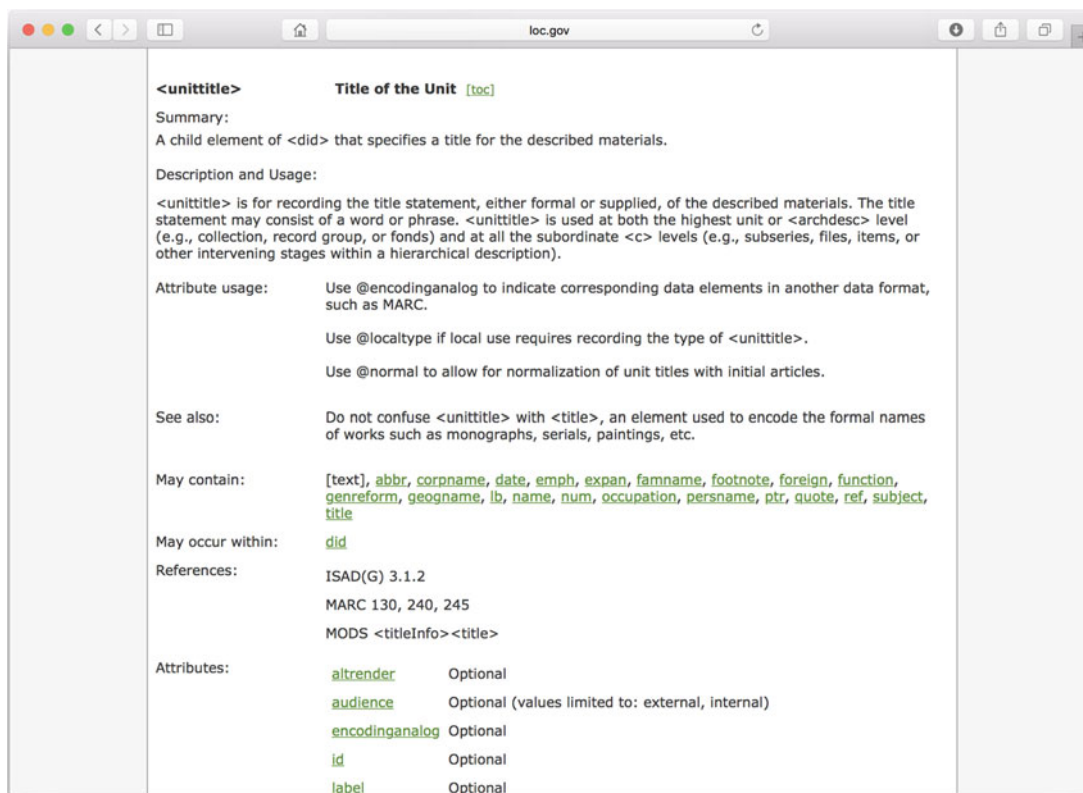 loc.gov
<unittitle> Title of the Unit [toc]
Summary:
A child element of <did> that specifies a title for the described materials.
Description and Usage:
<unittitle> is for recording the title statement, either formal or supplied, of the described materials. The title
statement may consist of a word or phrase. <unittitle> is used at both the highest unit or <archdesc> level
(e.g., collection, record group, or fonds) and at all the subordinate <c> levels (e.g., subseries, files, items, or
other intervening stages within a hierarchical description).
Attribute usage: Use @encodinganalog to indicate corresponding data elements in another data format,
such as MARC.
Use @localtype if local use requires recording the type of <unittitle>.
Use @normal to allow for normalization of unit titles with initial articles.
See also: Do not confuse <unittitle> with <title>, an element used to encode the formal names
of works such as monographs, serials, paintings, etc.
May contain: [text], abbr, corpname, date, emph, expan, famname, footnote, foreign, function,
genreform, geogname, lb, name, num, occupation, persname, ptr, quote, ref, subject,
title
May occur within: did
References: ISAD(G) 3.1.2
MARC 130, 240, 245
MODS <titleInfo><title>
Attributes: altrender Optional
audience Optional (values limited to: external, internal)
encodinganalog Optional
id Optional
label Optional